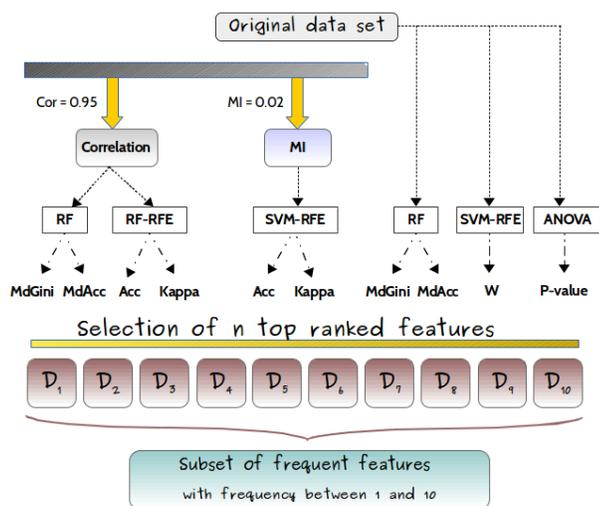 Original data set
Cor = 0.95
MI = 0.02
Correlation
MI
RF
RF-RFE
SVM-RFE
RF
SVM-RFE
ANOVA
MdGini MdAcc Acc Kappa Acc Kappa MdGini MdAcc W P-value
Selection of n top ranked features
D1 D2 D3 D4 D5 D6 D7 D8 D9 D10
Subset of frequent features
with frequency between 1 and 10